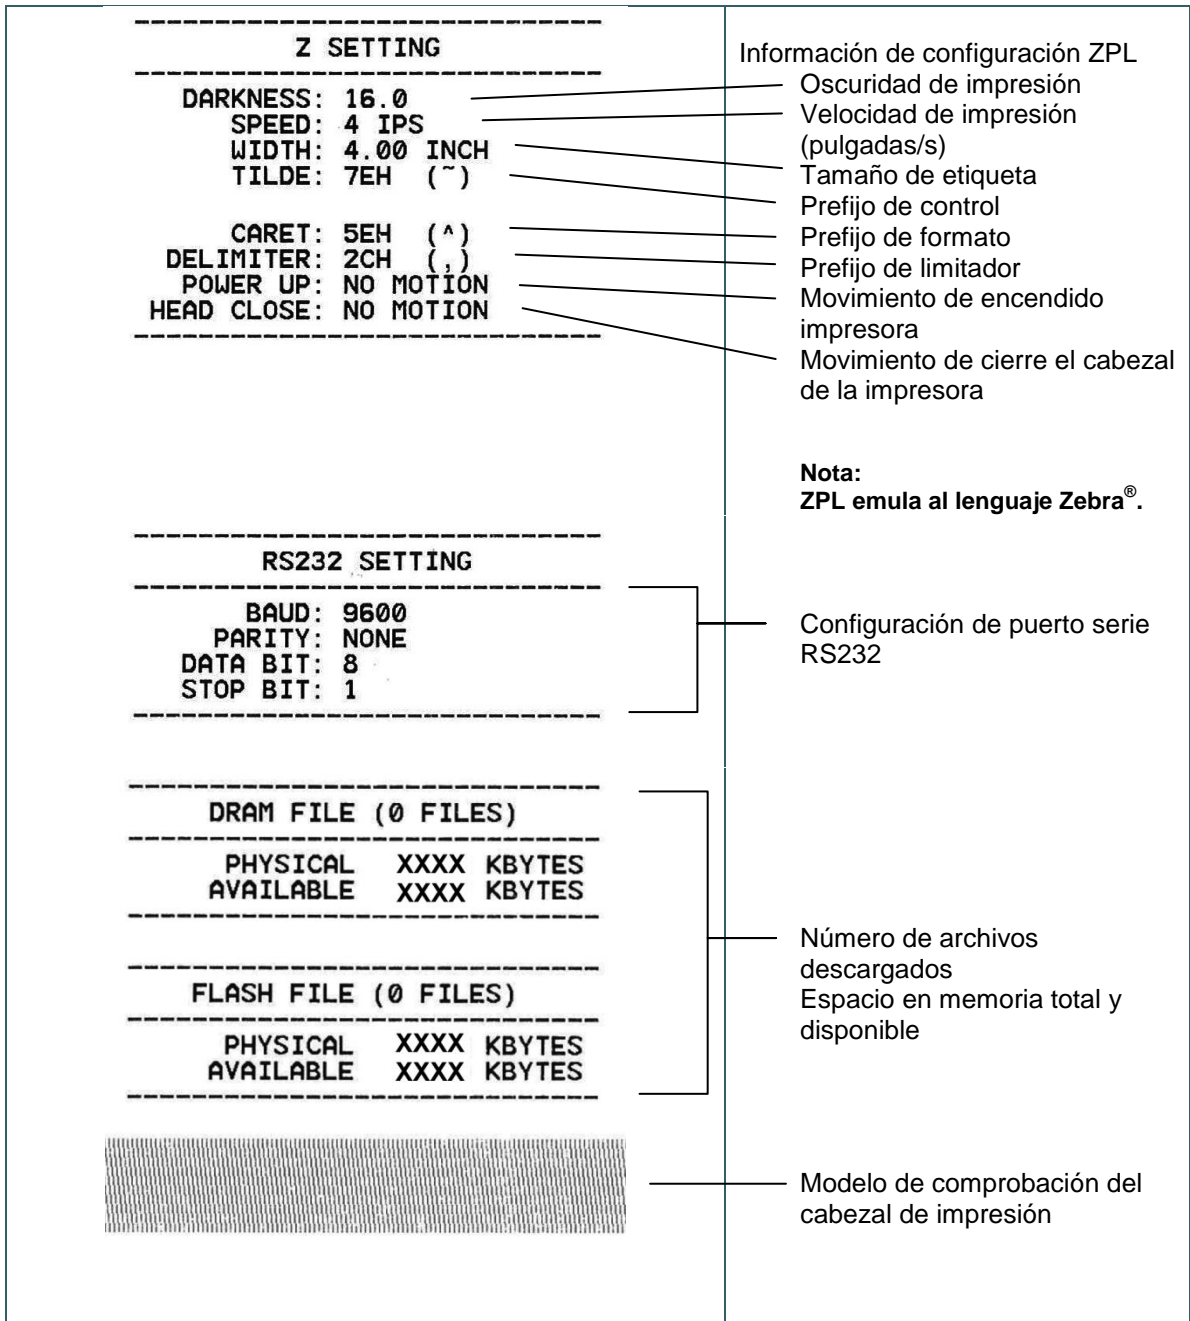 Z SETTING
DARKNESS: 16.0
SPEED: 4 IPS
WIDTH: 4.00 INCH
TILDE: 7EH (~)
CARET: 5EH (^)
DELIMITER: 2CH (,)
POWER UP: NO MOTION
HEAD CLOSE: NO MOTION
Información de configuración ZPL
Oscuridad de impresión
Velocidad de impresión
(pulgadas/s)
Tamaño de etiqueta
Prefijo de control
Prefijo de formato
Prefijo de limitador
Movimiento de encendido
impresora
Movimiento de cierre el cabezal
de la impresora
Nota:
ZPL emula al lenguaje Zebra®.
RS232 SETTING
BAUD: 9600
PARITY: NONE
DATA BIT: 8
STOP BIT: 1
Configuración de puerto serie
RS232
DRAM FILE (0 FILES)
PHYSICAL XXXX KBYTES
AVAILABLE XXXX KBYTES
FLASH FILE (0 FILES)
PHYSICAL XXXX KBYTES
AVAILABLE XXXX KBYTES
Número de archivos
descargados
Espacio en memoria total y
disponible
Modelo de comprobación del
cabezal de impresión